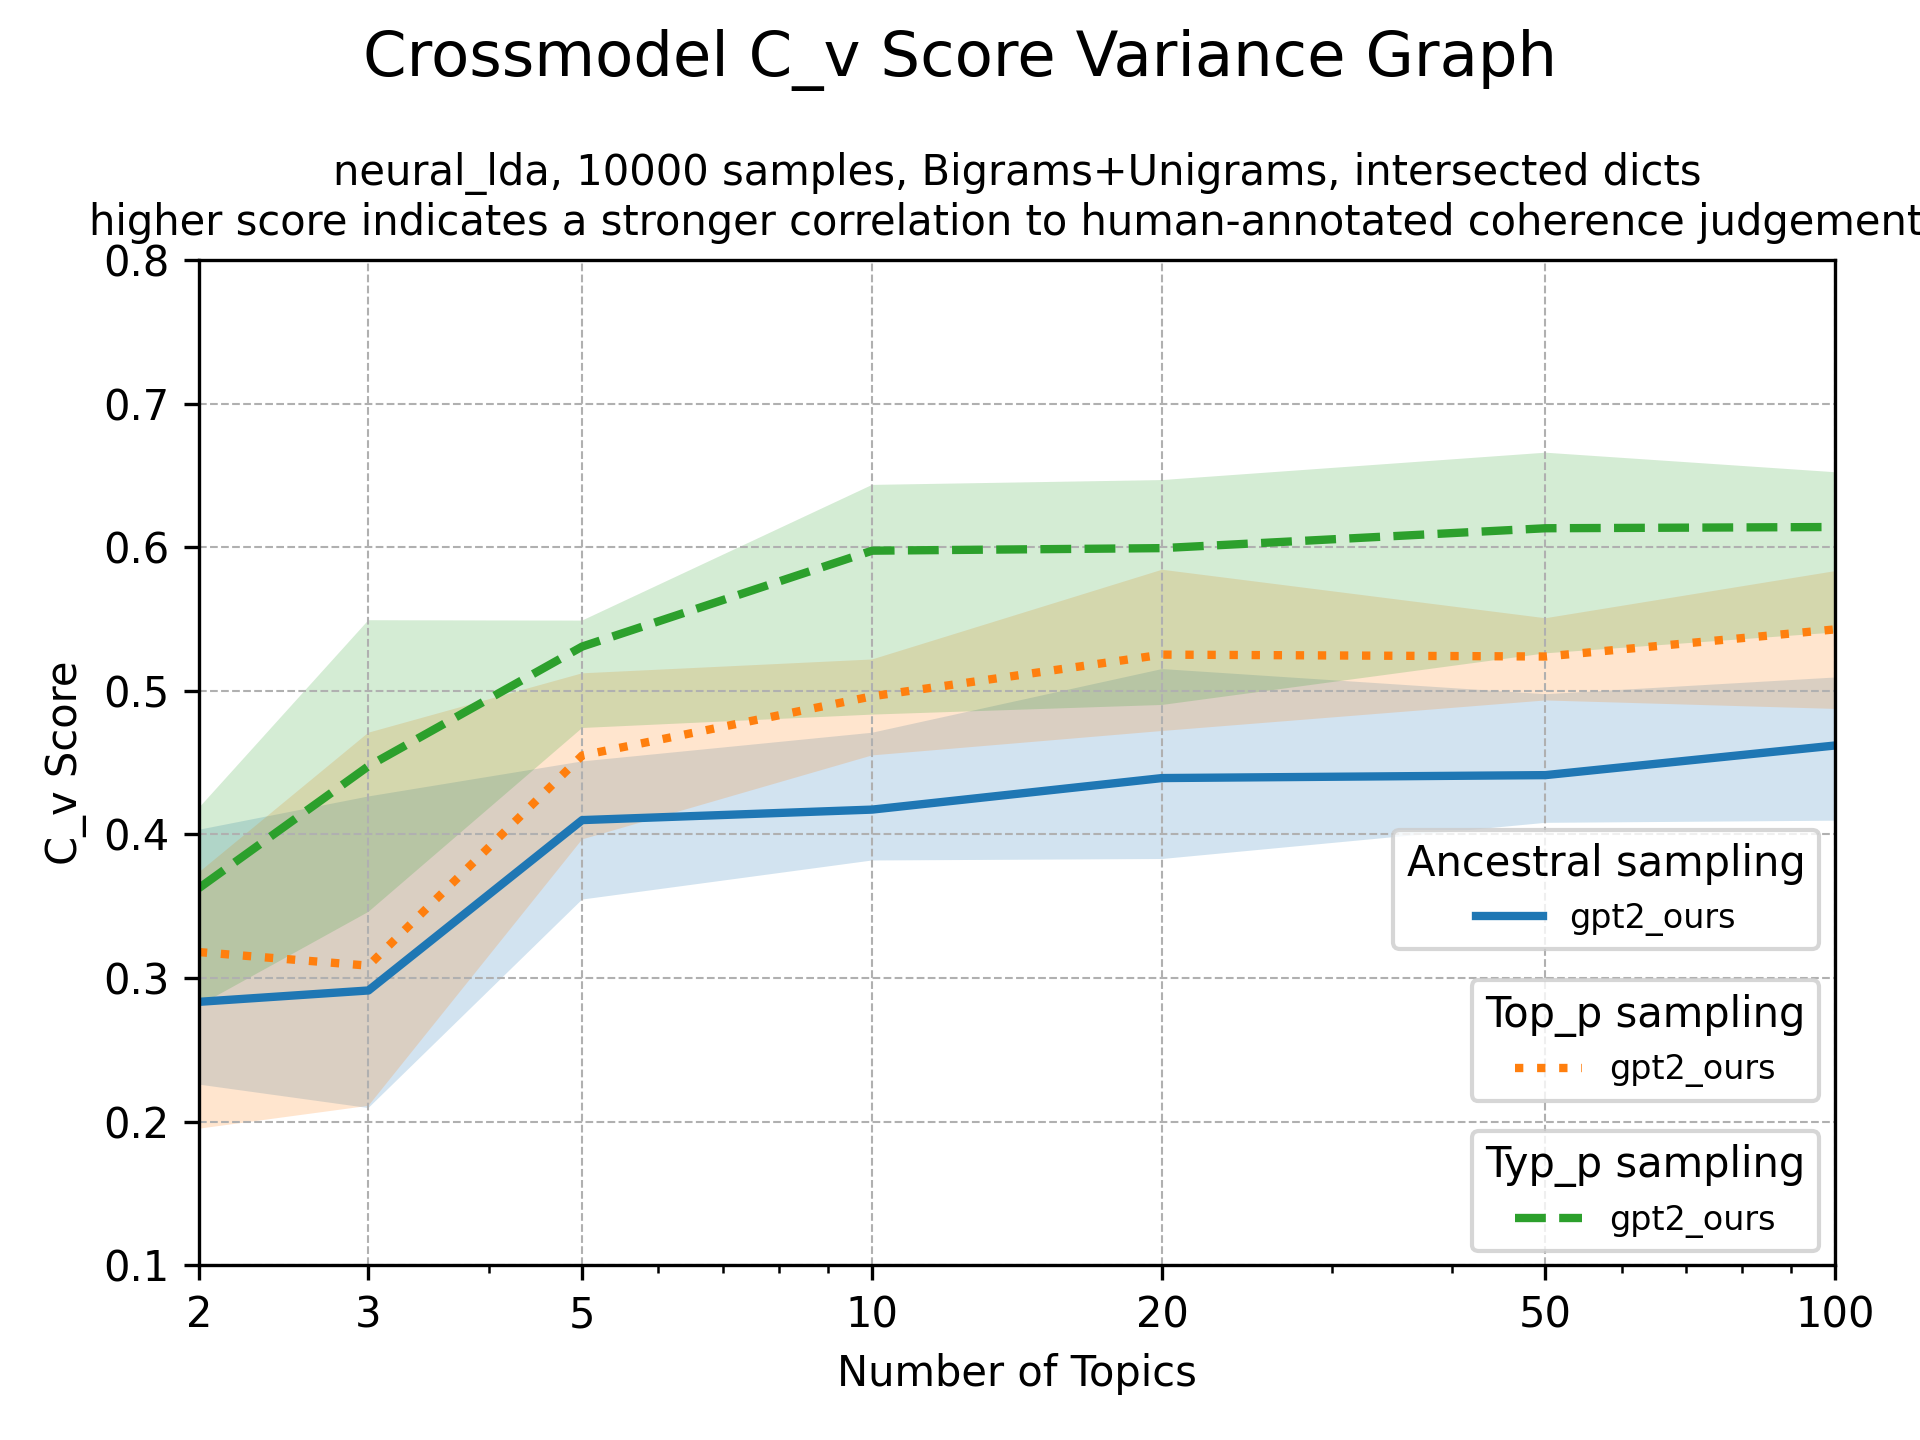 Crossmodel C_v Score Variance Graph
neural_lda, 10000 samples, Bigrams+Unigrams, intersected dicts
higher score indicates a stronger correlation to human-annotated coherence judgement
0.8
0.7
0.6
0.5
0.4
0.3
0.2
0.1
C_v Score
Ancestral sampling
gpt2_ours
Top_p sampling
gpt2_ours
Typ_p sampling
gpt2_ours
2 3 5 10 20 50 100
Number of Topics